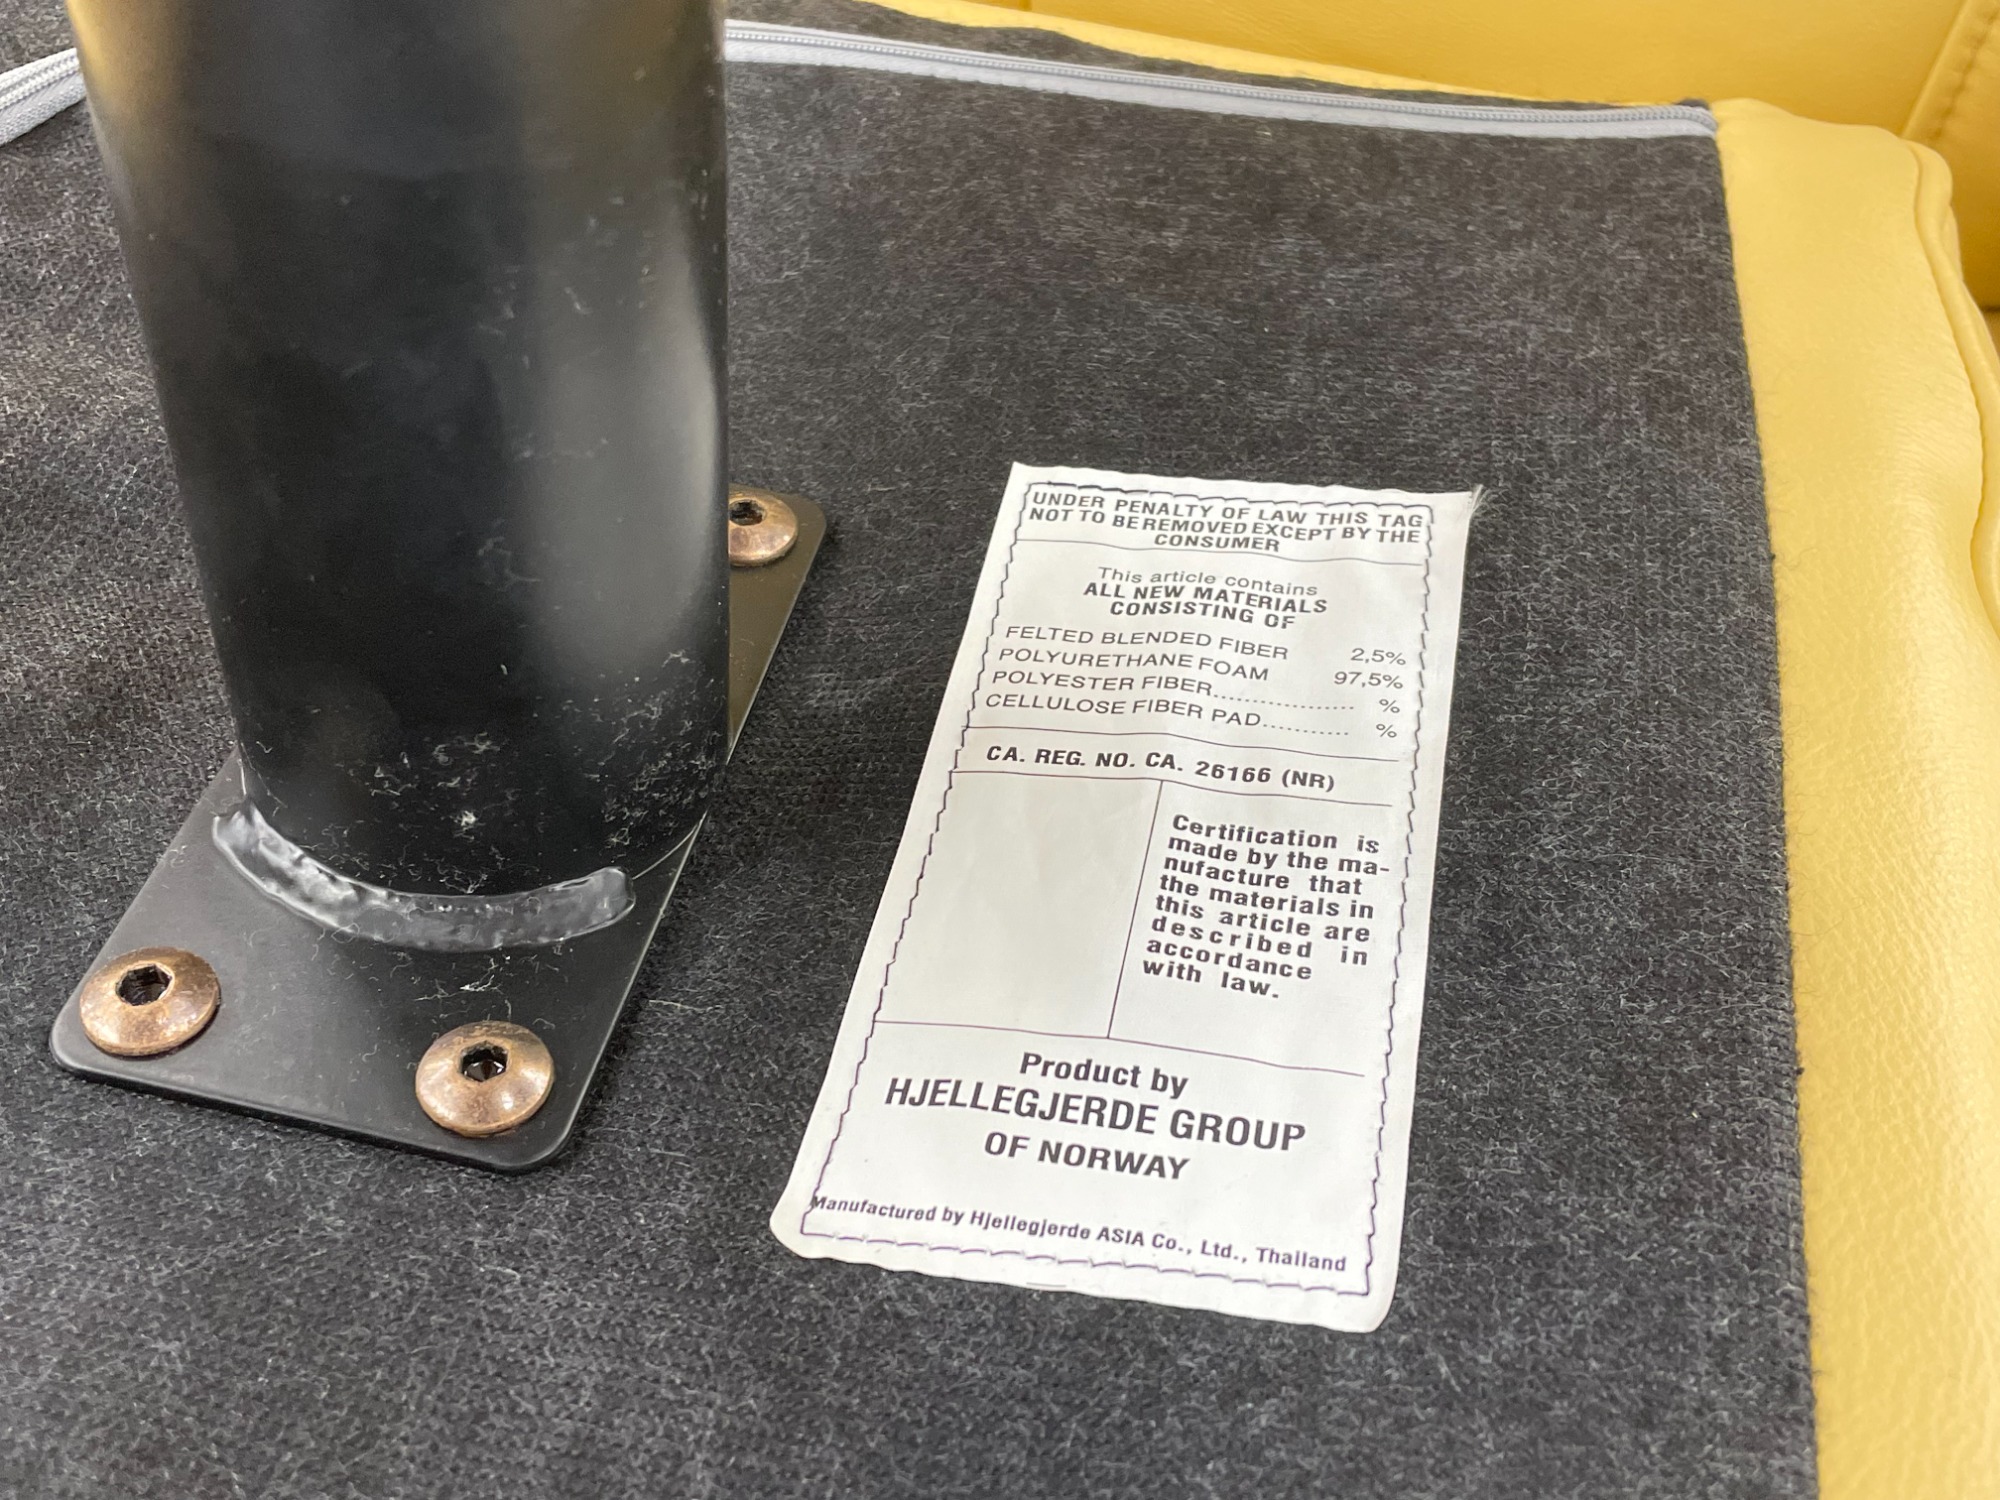 UNDER PENALTY OF LAW THIS TAG
NOT TO BE REMOVED EXCEPT BY THE
CONSUMER
This article contains
ALL NEW MATERIALS
CONSISTING OF
FELTED BLENDED FIBER 2,5%
POLYURETHANE FOAM 97,5%
POLYESTER FIBER.................... %
CELLULOSE FIBER PAD............ %
CA. REG. NO. CA. 26166 (NR)
Certification is
made by the ma-
nufacture that
the materials in
this article are
described in
accordance
with law.
Product by
HJELLEGJERDE GROUP
OF NORWAY
Manufactured by Hjellegjerde ASIA Co., Ltd., Thailand